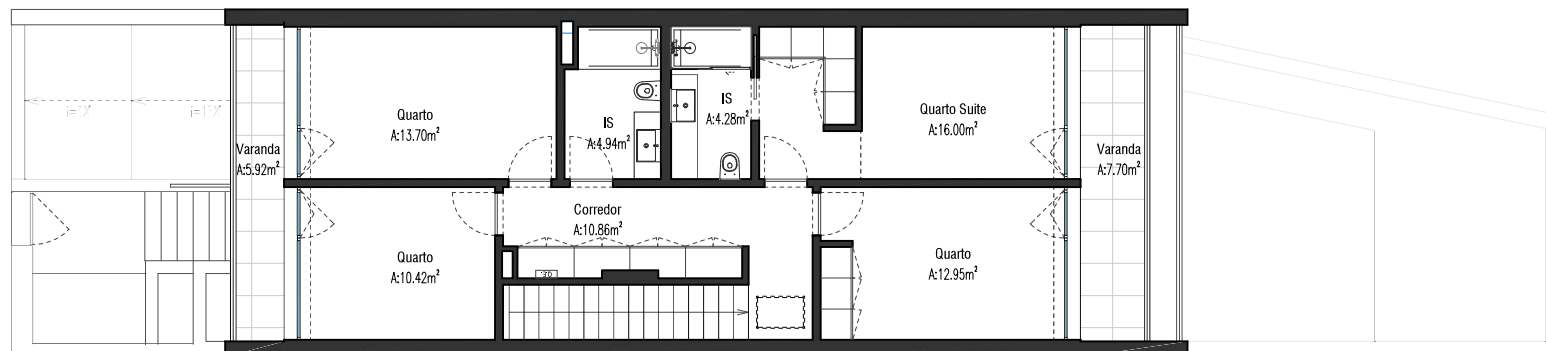 Quarto
A:13.70m²
IS
A:4.94m²
IS
A:4.28m²
Quarto Suite
A:16.00m²
Varanda
A:5.92m²
Varanda
A:7.70m²
Corredor
A:10.86m²
Quarto
A:10.42m²
Quarto
A:12.95m²